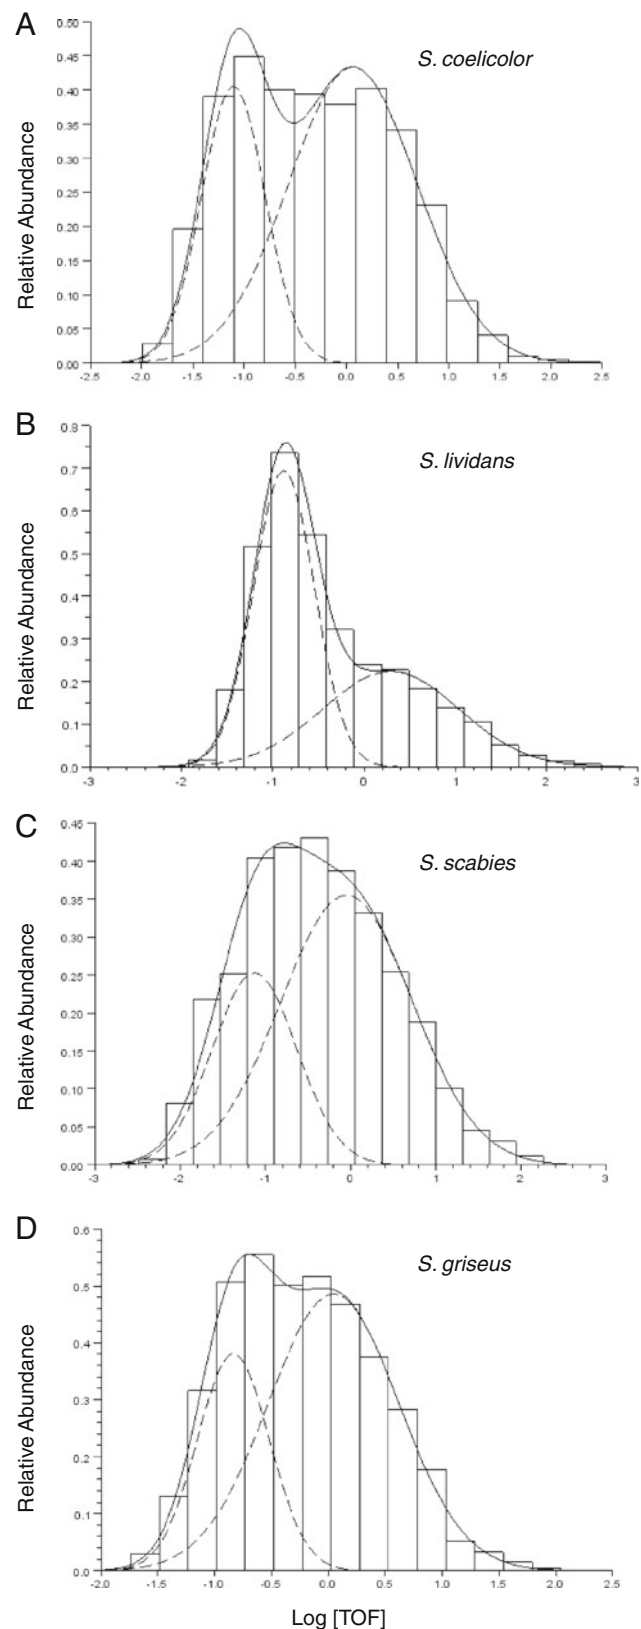 A
S. coelicolor
Relative Abundance
0.50
0.45
0.40
0.35
0.30
0.25
0.20
0.15
0.10
0.05
0.00
-2.5 -2.0 -1.5 -1.0 -0.5 0.0 0.5 1.0 1.5 2.0 2.5
B
S. lividans
Relative Abundance
0.8
0.7
0.6
0.5
0.4
0.3
0.2
0.1
0.0
-3 -2 -1 0 1 2 3
C
S. scabies
Relative Abundance
0.45
0.40
0.35
0.30
0.25
0.20
0.15
0.10
0.05
0.00
-3 -2 -1 0 1 2 3
D
S. griseus
Relative Abundance
0.6
0.5
0.4
0.3
0.2
0.1
0.0
-2.0 -1.5 -1.0 -0.5 0.0 0.5 1.0 1.5 2.0 2.5
Log [TOF]